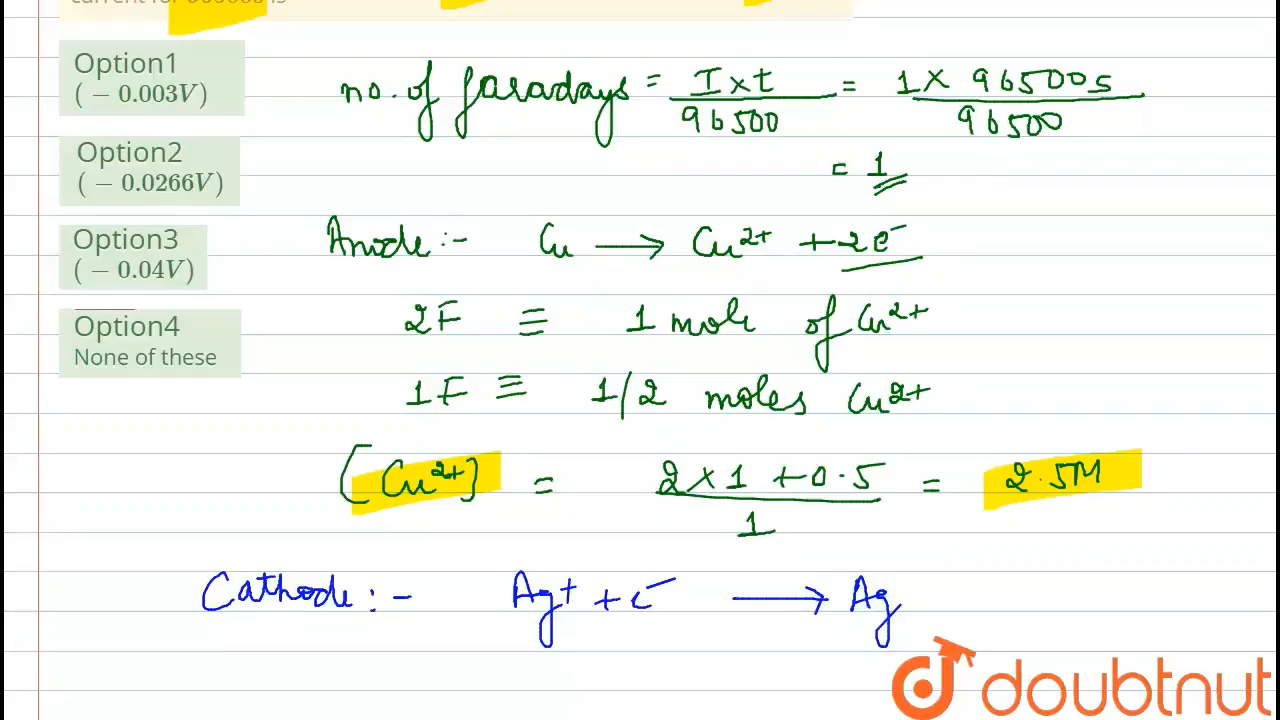 Option1
(−0.003V)
Option2
(−0.0266V)
Option3
(−0.04V)
Option4
None of these
no. of faradays = I×t / 96500 = 1 × 96500s / 96500
= 1
Anode :- Cu → Cu²⁺ + 2e⁻
2F ≡ 1 mole of Cu²⁺
1F ≡ 1/2 moles Cu²⁺
[Cu²⁺] = 2×1 + 0.5 / 1 = 2.5M
Cathode :- Ag⁺ + e⁻ → Ag
doubtnut